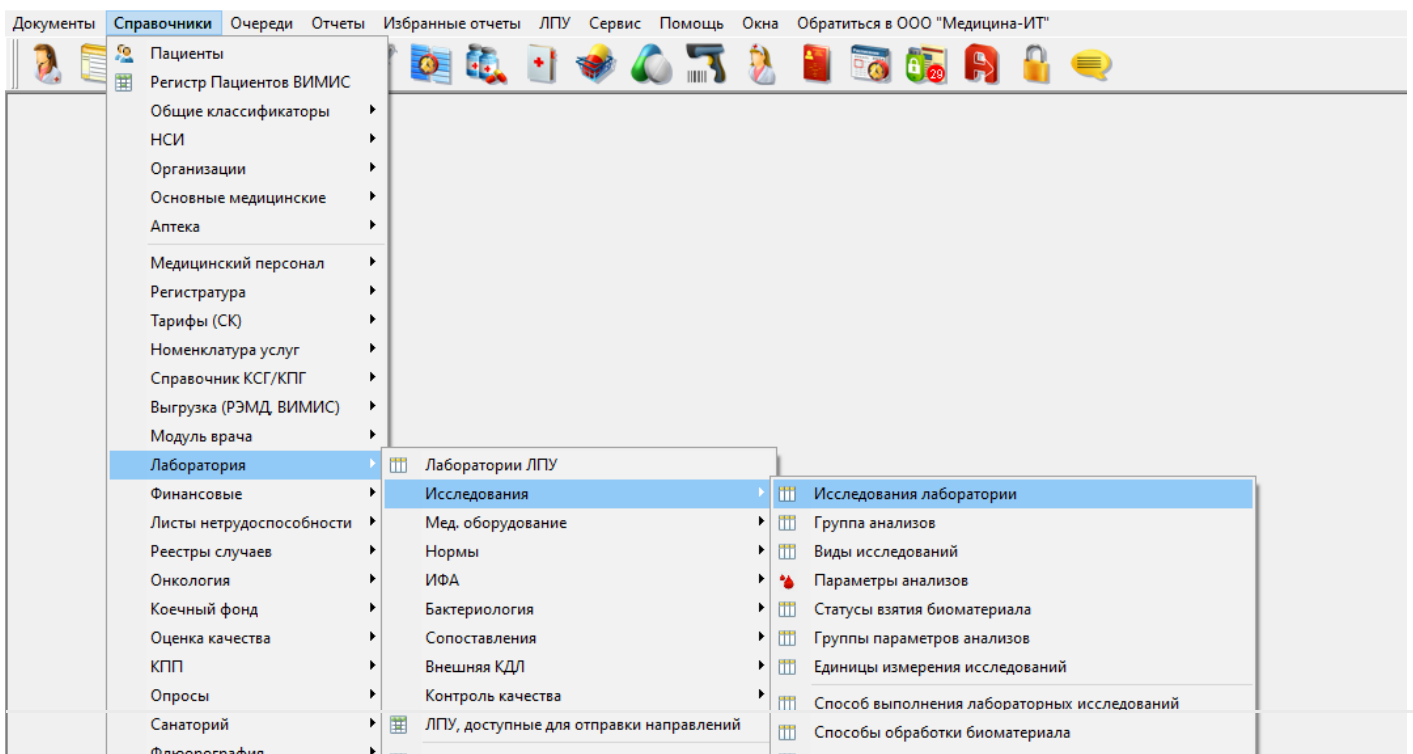 Документы Справочники Очереди Отчеты Избранные отчеты ЛПУ Сервис Помощь Окна Обратиться в ООО "Медицина-ИТ"
29
Пациенты
Регистр Пациентов ВИМИС
Общие классификаторы
НСИ
Организации
Основные медицинские
Аптека
Медицинский персонал
Регистратура
Тарифы (СК)
Номенклатура услуг
Справочник КСГ/КПГ
Выгрузка (РЭМД, ВИМИС)
Модуль врача
Лаборатория
Финансовые
Листы нетрудоспособности
Реестры случаев
Онкология
Коечный фонд
Оценка качества
КПП
Опросы
Санаторий
Флюорография
Лаборатории ЛПУ
Исследования
Мед. оборудование
Нормы
ИФА
Бактериология
Сопоставления
Внешняя КДЛ
Контроль качества
ЛПУ, доступные для отправки направлений
Исследования лаборатории
Группа анализов
Виды исследований
Параметры анализов
Статусы взятия биоматериала
Группы параметров анализов
Единицы измерения исследований
Способ выполнения лабораторных исследований
Способы обработки биоматериала